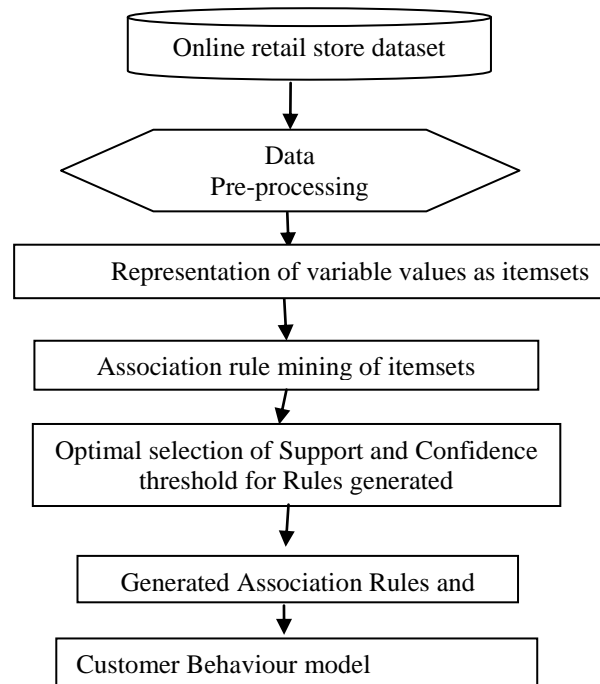 Online retail store dataset
Data
Pre-processing
Representation of variable values as itemsets
Association rule mining of itemsets
Optimal selection of Support and Confidence
threshold for Rules generated
Generated Association Rules and
Customer Behaviour model